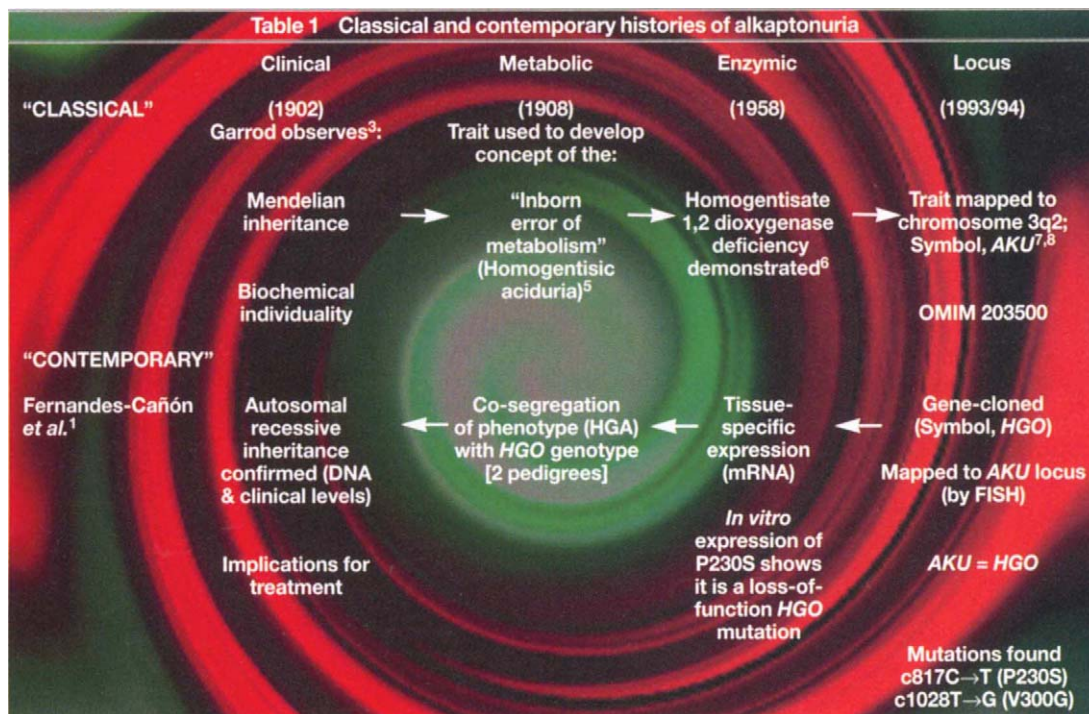 Table 1 Classical and contemporary histories of alkaptonuria
Clinical Metabolic Enzymic Locus
"CLASSICAL" (1902) (1908) (1958) (1993/94)
Garrod observes3: Trait used to develop
concept of the:
Mendelian
inheritance
"Inborn
error of
metabolism"
(Homogentisic
aciduria)5
Homogentisate
1,2 dioxygenase
deficiency
demonstrated6
Trait mapped to
chromosome 3q2;
Symbol, AKU7,8
Biochemical
individuality
OMIM 203500
"CONTEMPORARY"
Fernandes-Cañón
et al.1
Autosomal
recessive
inheritance
confirmed (DNA
& clinical levels)
Co-segregation
of phenotype (HGA)
with HGO genotype
[2 pedigrees]
Tissue-
specific
expression
(mRNA)
Gene-cloned
(Symbol, HGO)
Mapped to AKU locus
(by FISH)
Implications for
treatment
In vitro
expression of
P230S shows
it is a loss-of-
function HGO
mutation
AKU = HGO
Mutations found
c817C→T (P230S)
c1028T→G (V300G)